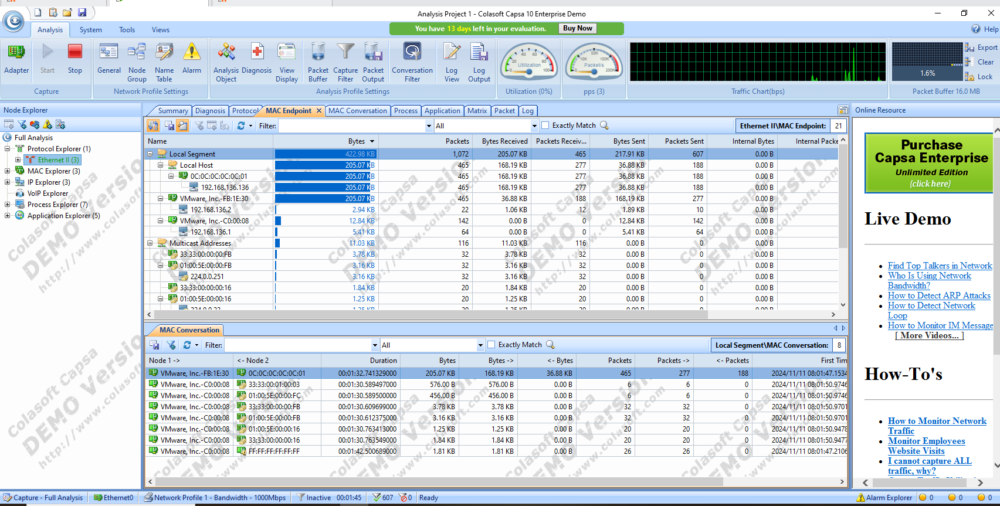 Analysis Project 1 - Colasoft Capsa 10 Enterprise Demo
Analysis System Tools Views
You have 13 days left in your evaluation. Buy Now
Help
Adapter Start Stop
Capture
General Node Group Name Table Alarm
Network Profile Settings
Analysis Object Diagnosis View Display Packet Buffer Capture Filter Packet Output Conversation Filter Log View Log Output
Analysis Profile Settings
0 20 40 60 80 100
Utilization
Utilization (0%)
0 10K 50K 100K 200K
Packet/s
pps (3)
Traffic Chart(bps)
1.6%
Export
Clear
Lock
Packet Buffer 16.0 MB
Node Explorer
Full Analysis
Protocol Explorer (1)
Ethernet II (3)
MAC Explorer (3)
IP Explorer (3)
VoIP Explorer
Process Explorer (7)
Application Explorer (5)
Summary Diagnosis Protocol MAC Endpoint MAC Conversation Process Application Matrix Packet Log
Filter: All Exactly Match Ethernet II\MAC Endpoint: 21
Name Bytes Packets Bytes Received Packets Receiv... Bytes Sent Packets Sent Internal Bytes Internal Packe
Local Segment 422.98 KB 1,072 205.07 KB 465 217.91 KB 607 0.00 B
Local Host 205.07 KB 465 168.19 KB 277 36.88 KB 188 0.00 B
0C:0C:0C:0C:0C:01 205.07 KB 465 168.19 KB 277 36.88 KB 188 0.00 B
192.168.136.136 205.07 KB 465 168.19 KB 277 36.88 KB 188 0.00 B
VMware, Inc.-FB:1E:30 205.07 KB 465 36.88 KB 188 168.19 KB 277 0.00 B
192.168.136.2 2.94 KB 22 1.06 KB 12 1.89 KB 10 0.00 B
VMware, Inc.-C0:00:08 12.84 KB 142 0.00 B 0 12.84 KB 142 0.00 B
192.168.136.1 5.41 KB 64 0.00 B 0 5.41 KB 64 0.00 B
Multicast Addresses 11.03 KB 116 11.03 KB 116 0.00 B 0 0.00 B
33:33:00:00:00:FB 3.78 KB 32 3.78 KB 32 0.00 B 0 0.00 B
01:00:5E:00:00:FB 3.16 KB 32 3.16 KB 32 0.00 B 0 0.00 B
224.0.0.251 3.16 KB 32 3.16 KB 32 0.00 B 0 0.00 B
33:33:00:00:00:16 1.84 KB 20 1.84 KB 20 0.00 B 0 0.00 B
01:00:5E:00:00:16 1.25 KB 20 1.25 KB 20 0.00 B 0 0.00 B
MAC Conversation
Filter: All Exactly Match Local Segment\MAC Conversation: 8
Node 1 -> <- Node 2 Duration Bytes Bytes -> <- Bytes Packets Packets -> <- Packets First Tim
VMware, Inc.-FB:1E:30 0C:0C:0C:0C:0C:01 00:01:32.741329000 205.07 KB 168.19 KB 36.88 KB 465 277 188 2024/11/11 08:01:47.1534
VMware, Inc.-C0:00:08 33:33:00:01:00:03 00:01:30.589497000 576.00 B 576.00 B 0.00 B 6 6 0 2024/11/11 08:01:50.9746
VMware, Inc.-C0:00:08 01:00:5E:00:00:FC 00:01:30.589500000 456.00 B 456.00 B 0.00 B 6 6 0 2024/11/11 08:01:50.9746
VMware, Inc.-C0:00:08 33:33:00:00:00:FB 00:01:30.609699000 3.78 KB 3.78 KB 0.00 B 32 32 0 2024/11/11 08:01:50.9701
VMware, Inc.-C0:00:08 01:00:5E:00:00:FB 00:01:30.612375000 3.16 KB 3.16 KB 0.00 B 32 32 0 2024/11/11 08:01:50.9701
VMware, Inc.-C0:00:08 01:00:5E:00:00:16 00:01:30.763413000 1.25 KB 1.25 KB 0.00 B 20 20 0 2024/11/11 08:01:50.9478
VMware, Inc.-C0:00:08 33:33:00:00:00:16 00:01:30.763549000 1.84 KB 1.84 KB 0.00 B 20 20 0 2024/11/11 08:01:50.9477
VMware, Inc.-C0:00:08 FF:FF:FF:FF:FF:FF 00:01:42.500689000 1.81 KB 1.81 KB 0.00 B 26 26 0 2024/11/11 08:01:47.2106
Colasoft Capsa
DEMO Version
http://www.colasoft.com
Online Resource
Purchase
Capsa Enterprise
Unlimited Edition
(click here)
Live Demo
Find Top Talkers in Network
Who Is Using Network
Bandwidth?
How to Detect ARP Attacks
How to Detect Network
Loop
How to Monitor IM Message
[ More Videos... ]
How-To's
How to Monitor Network
Traffic
Monitor Employees
Website Visits
I cannot capture ALL
traffic, why?
Capture - Full Analysis Ethernet0 Network Profile 1 - Bandwidth - 1000Mbps Inactive 00:01:45 607 0 Ready Alarm Explorer 0 0 0